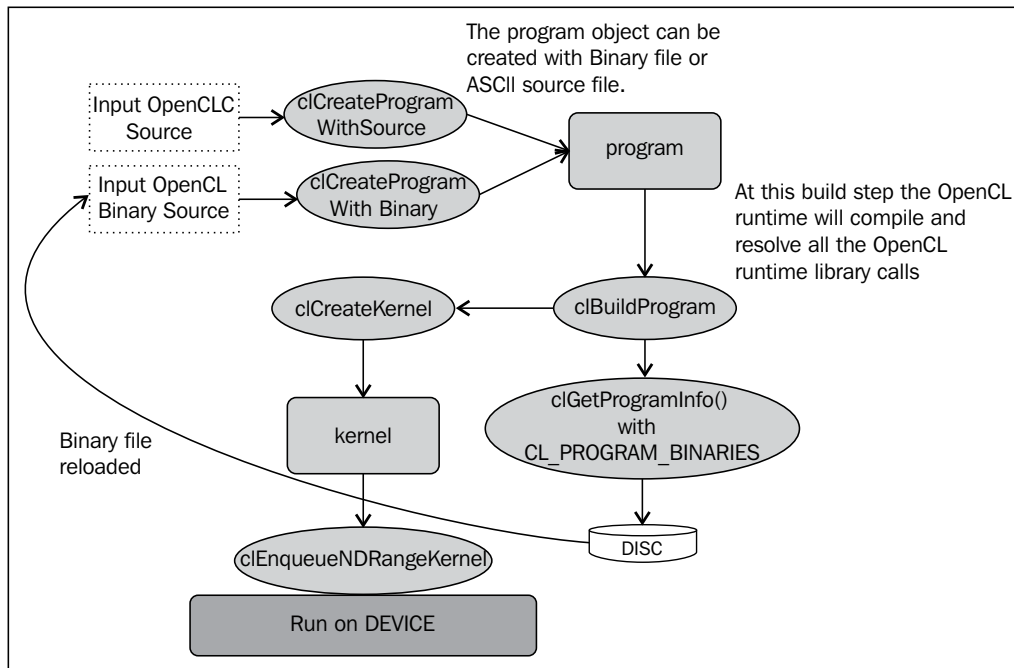 The program object can be
created with Binary file or
ASCII source file.
Input OpenCLC
Source
clCreateProgram
WithSource
program
Input OpenCL
Binary Source
clCreateProgram
With Binary
At this build step the OpenCL
runtime will compile and
resolve all the OpenCL
runtime library calls
clCreateKernel
clBuildProgram
clGetProgramInfo()
with
CL_PROGRAM_BINARIES
kernel
Binary file
reloaded
clEnqueueNDRangeKernel
DISC
Run on DEVICE